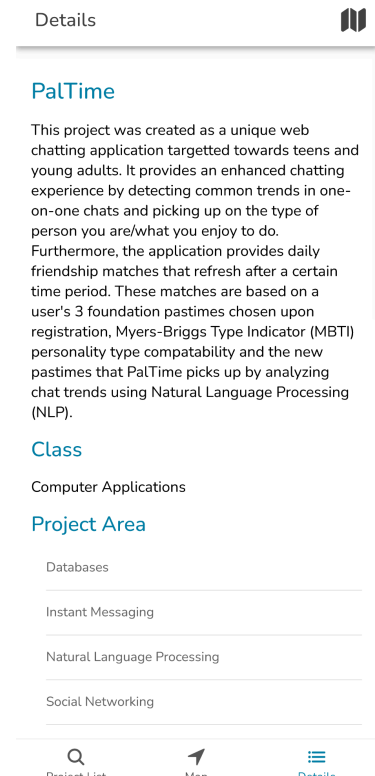 Details
PalTime
This project was created as a unique web
chatting application targetted towards teens and
young adults. It provides an enhanced chatting
experience by detecting common trends in one-
on-one chats and picking up on the type of
person you are/what you enjoy to do.
Furthermore, the application provides daily
friendship matches that refresh after a certain
time period. These matches are based on a
user's 3 foundation pastimes chosen upon
registration, Myers-Briggs Type Indicator (MBTI)
personality type compatability and the new
pastimes that PalTime picks up by analyzing
chat trends using Natural Language Processing
(NLP).
Class
Computer Applications
Project Area
Databases
Instant Messaging
Natural Language Processing
Social Networking
Project List
Map
Details